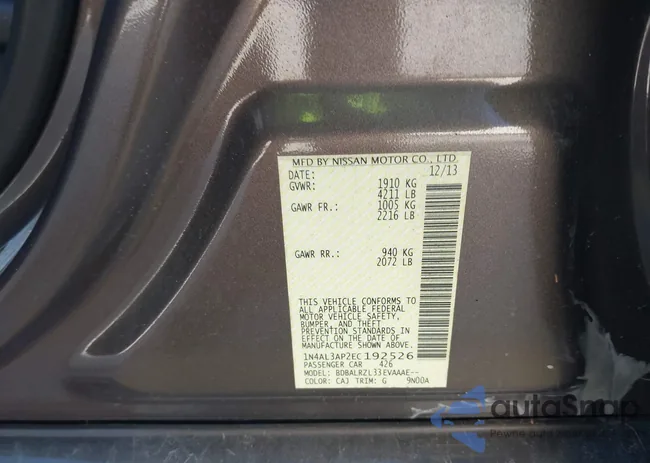 MFD BY NISSAN MOTOR CO., LTD.
DATE: 12/13
GVWR: 1910 KG
4211 LB
GAWR FR.: 1005 KG
2216 LB
GAWR RR.: 940 KG
2072 LB
THIS VEHICLE CONFORMS TO
ALL APPLICABLE FEDERAL
MOTOR VEHICLE SAFETY,
BUMPER, AND THEFT
PREVENTION STANDARDS IN
EFFECT ON THE DATE OF
MANUFACTURE SHOWN ABOVE.
1N4AL3AP2EC192526
PASSENGER CAR 426
MODEL: BDBALRZL33EVAAAE--
COLOR: CAJ TRIM: G 9N00A
autoSnap